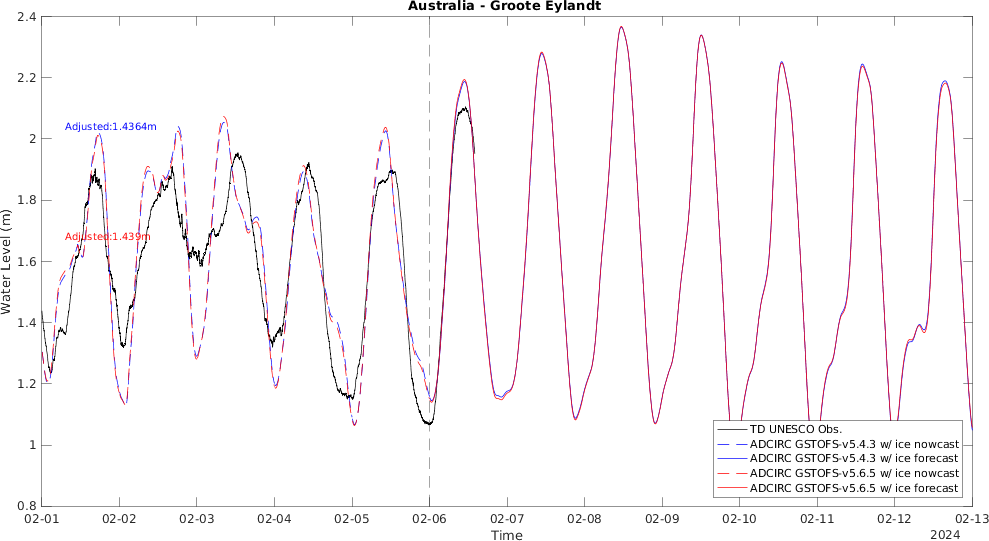 Australia - Groote Eylandt
2.4
2.2
2
1.8
1.6
1.4
1.2
1
0.8
Water Level (m)
Adjusted:1.4364m
Adjusted:1.439m
TD UNESCO Obs.
ADCIRC GSTOFS-v5.4.3 w/ ice nowcast
ADCIRC GSTOFS-v5.4.3 w/ ice forecast
ADCIRC GSTOFS-v5.6.5 w/ ice nowcast
ADCIRC GSTOFS-v5.6.5 w/ ice forecast
02-01 02-02 02-03 02-04 02-05 02-06 02-07 02-08 02-09 02-10 02-11 02-12 02-13
Time
2024